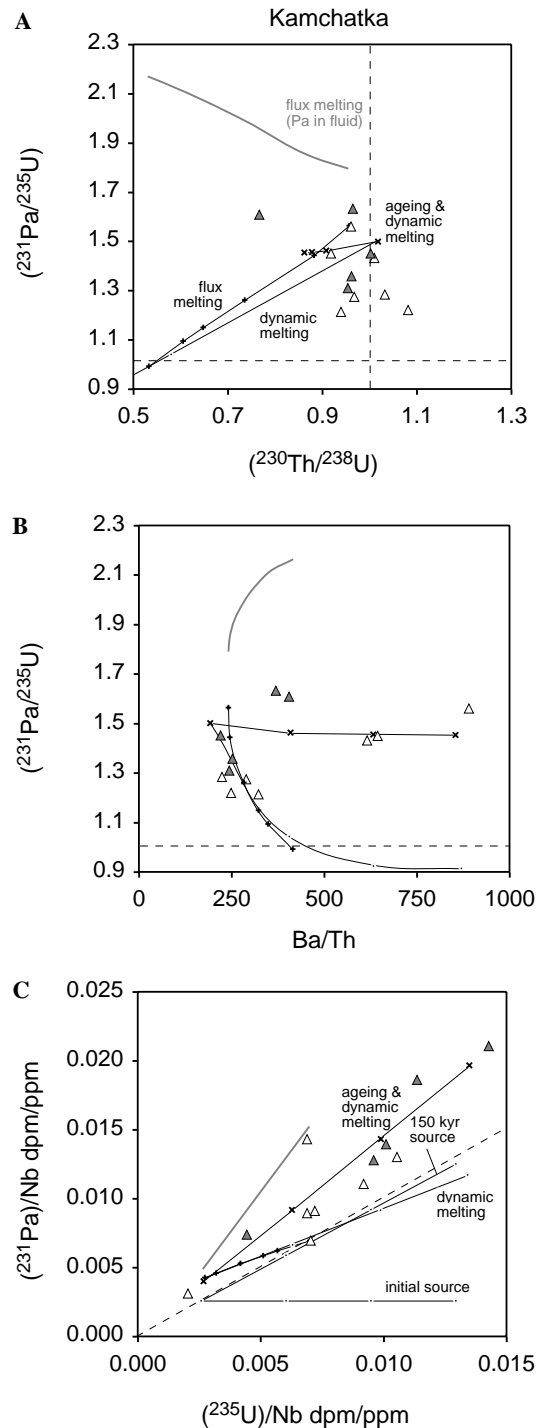 A
Kamchatka
2.3
2.1
1.9
1.7
1.5
1.3
1.1
0.9
(²³¹Pa/²³⁵U)
flux melting
(Pa in fluid)
ageing &
dynamic
melting
flux
melting
dynamic
melting
0.5
0.7
0.9
1.1
1.3
(²³⁰Th/²³⁸U)
B
2.3
2.1
1.9
1.7
1.5
1.3
1.1
0.9
(²³¹Pa/²³⁵U)
0
250
500
750
1000
Ba/Th
C
0.025
0.020
0.015
0.010
0.005
0.000
(²³¹Pa)/Nb dpm/ppm
ageing &
dynamic
melting
150 kyr
source
dynamic
melting
initial source
0.000
0.005
0.010
0.015
(²³⁵U)/Nb dpm/ppm